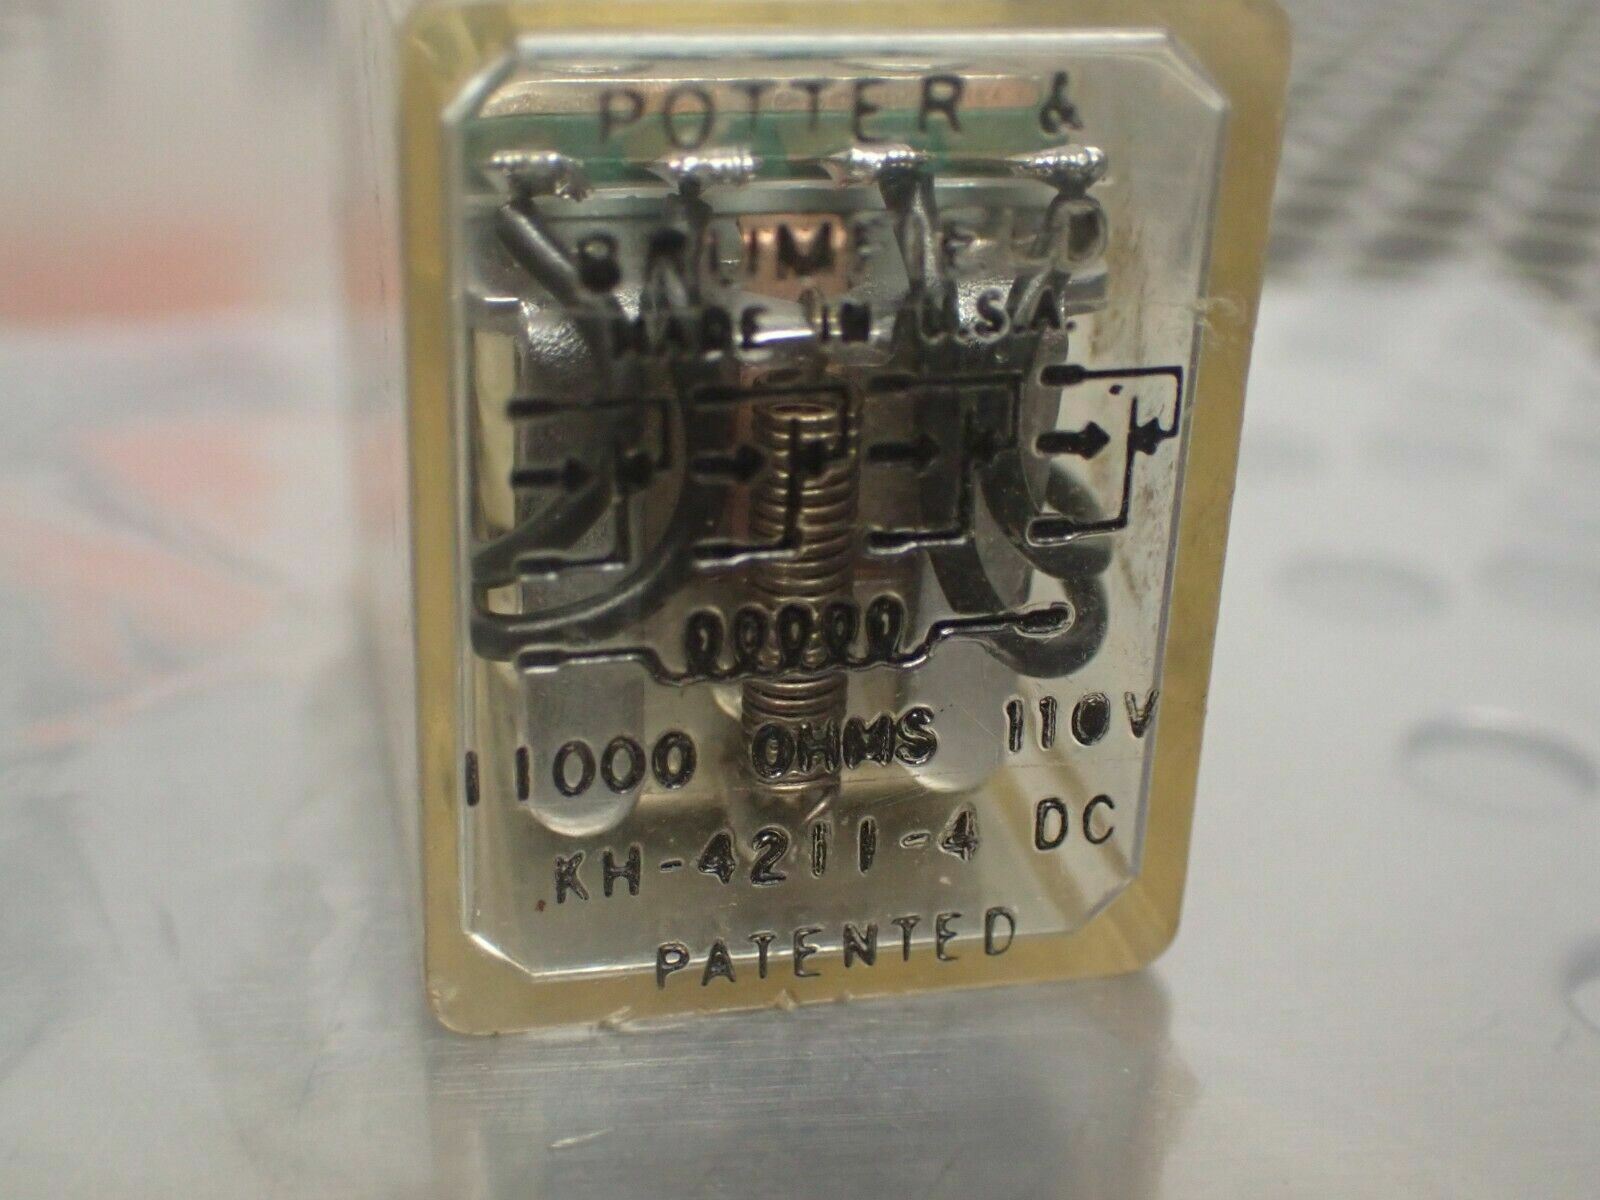 POTTER &
BRUMFIELD
MADE IN U.S.A.
11000 OHMS 110V
KH-4211-4 DC
PATENTED